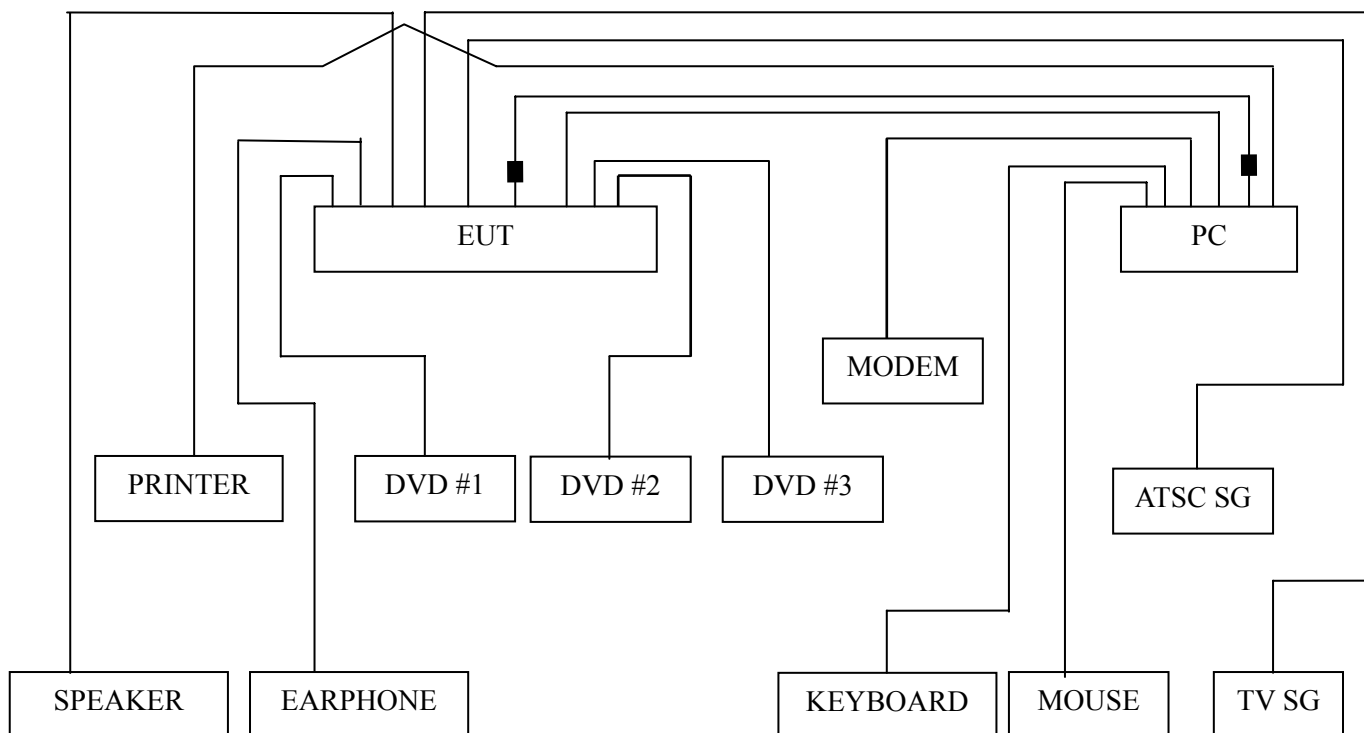 EUT
PC
MODEM
PRINTER
DVD #1
DVD #2
DVD #3
ATSC SG
SPEAKER
EARPHONE
KEYBOARD
MOUSE
TV SG